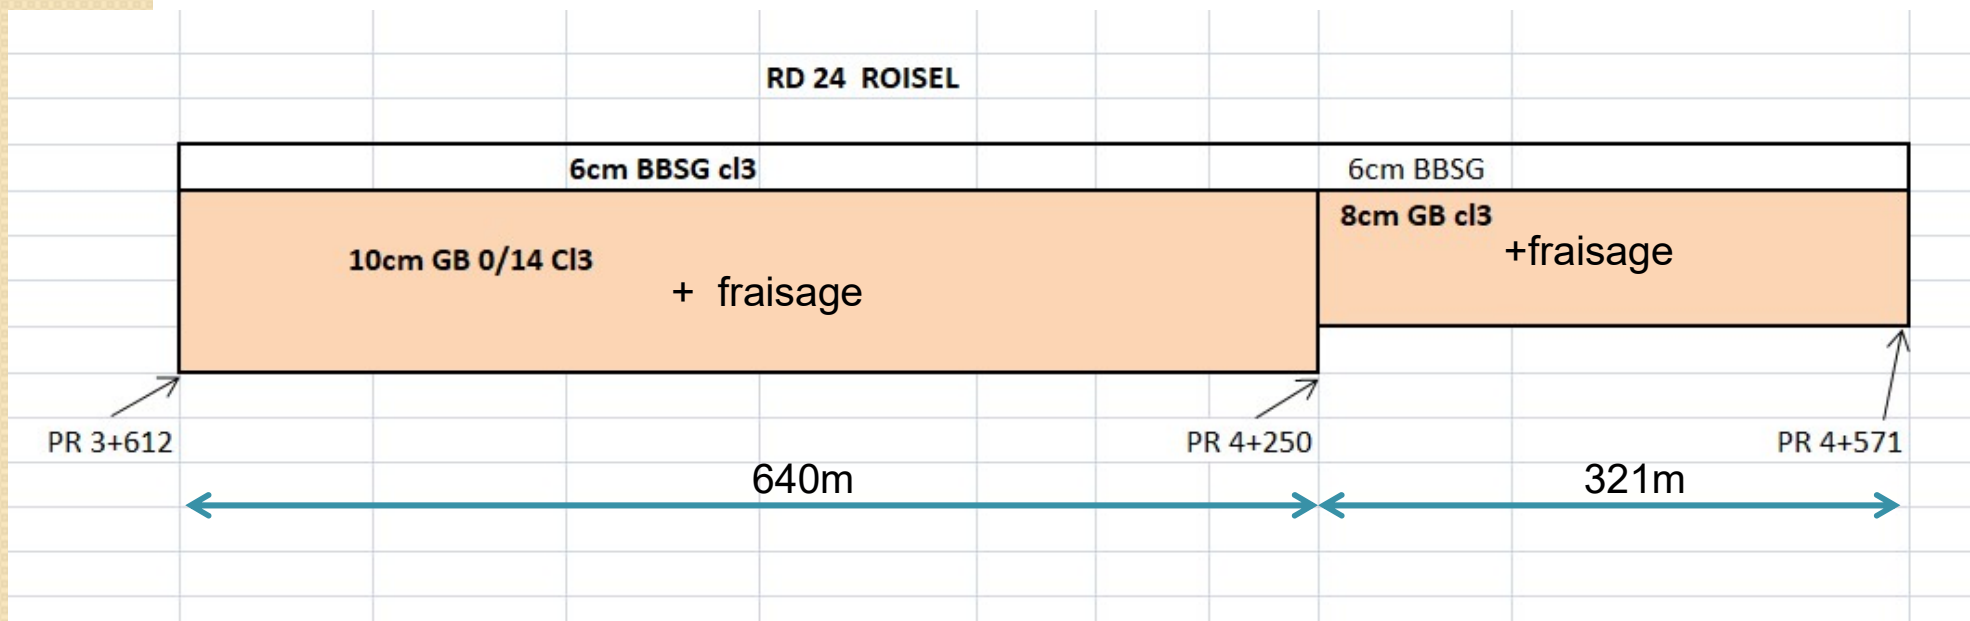 RD 24 ROISEL
6cm BBSG cl3
6cm BBSG
10cm GB 0/14 Cl3
+ fraisage
8cm GB cl3
+fraisage
PR 3+612
PR 4+250
PR 4+571
640m
321m